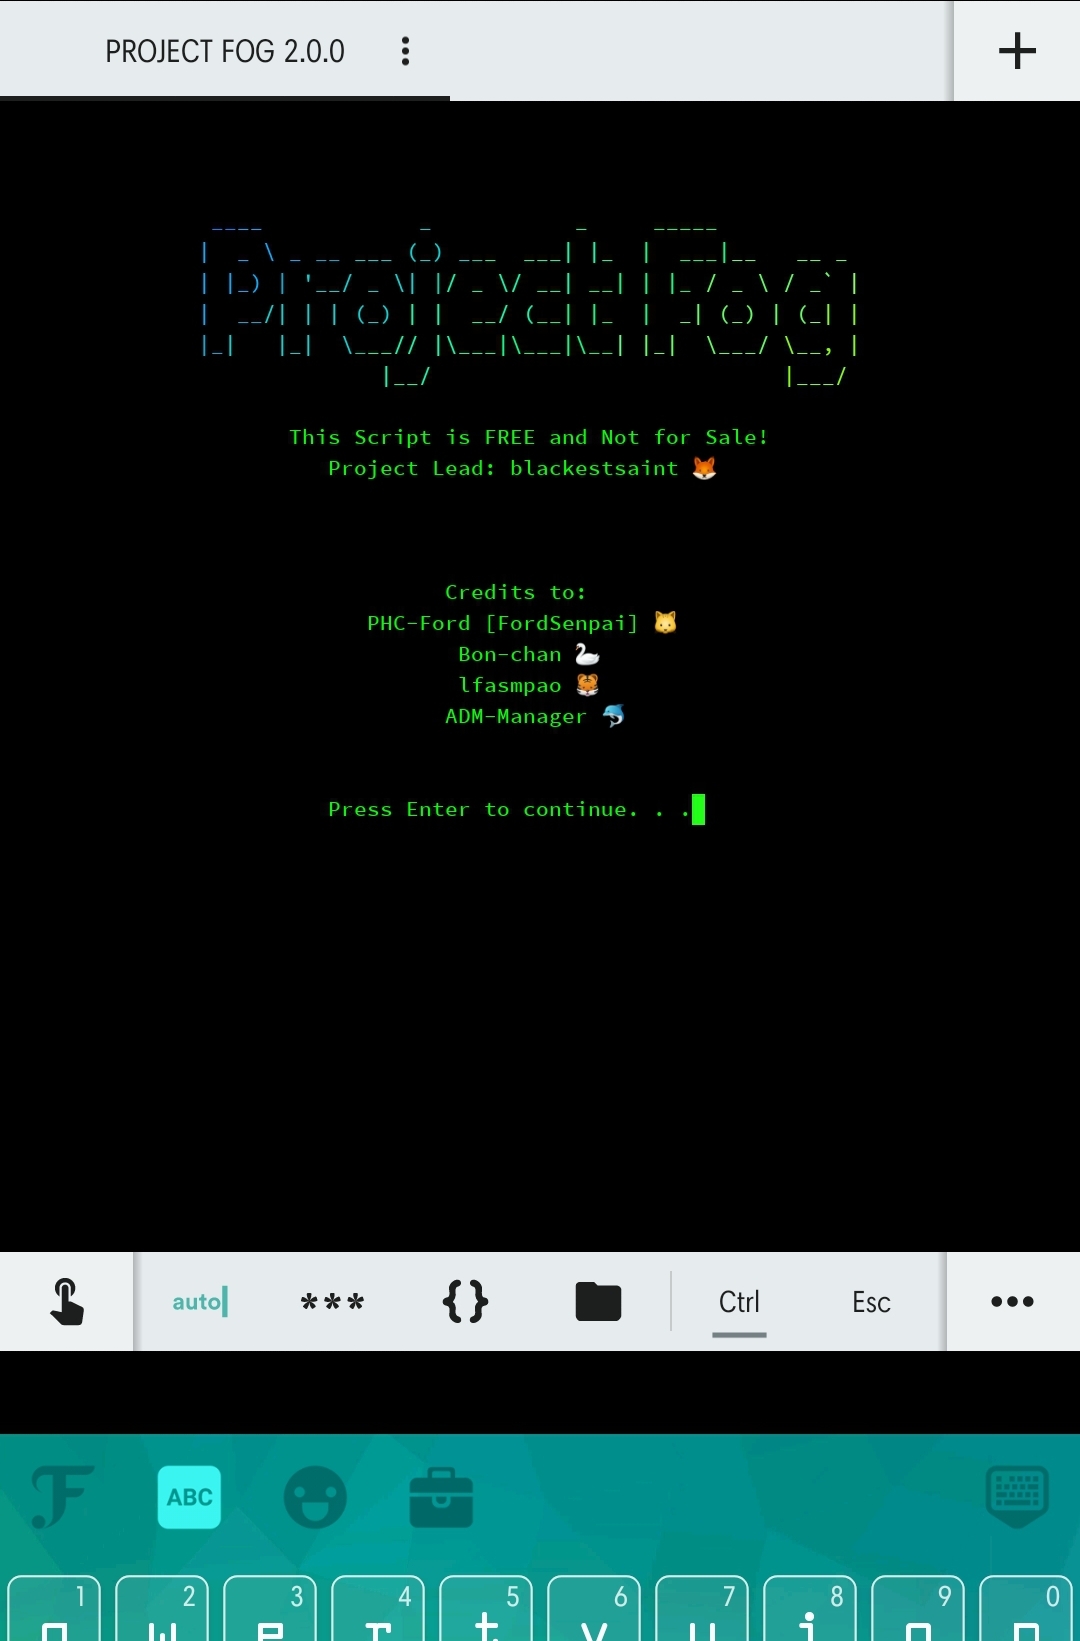 PROJECT FOG 2.0.0
Project Fog
This Script is FREE and Not for Sale!
Project Lead: blackestsaint 🦊
Credits to:
PHC-Ford [FordSenpai] 🐱
Bon-chan 🦢
lfasmpao 🐯
ADM-Manager 🐬
Press Enter to continue. . .
auto *** {} Ctrl Esc
ABC
1 2 3 4 5 6 7 8 9 0
q w e r t y u i o p